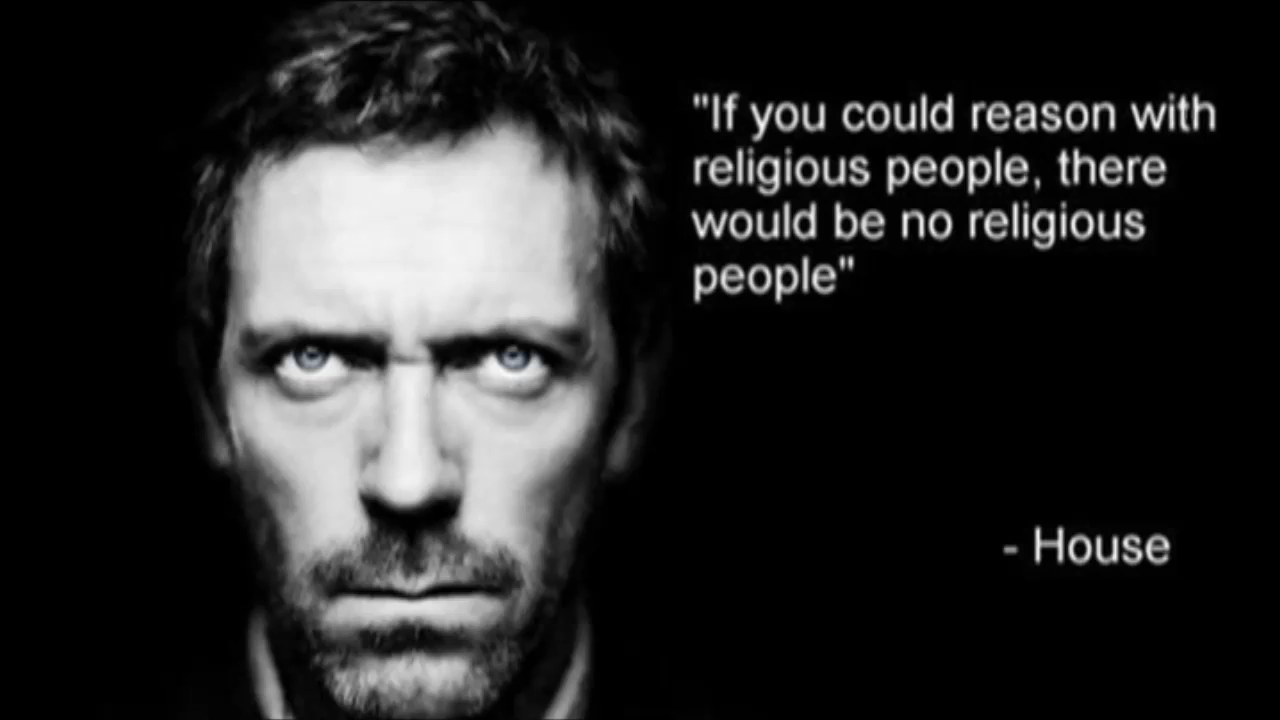 "If you could reason with
religious people, there
would be no religious
people"
- House